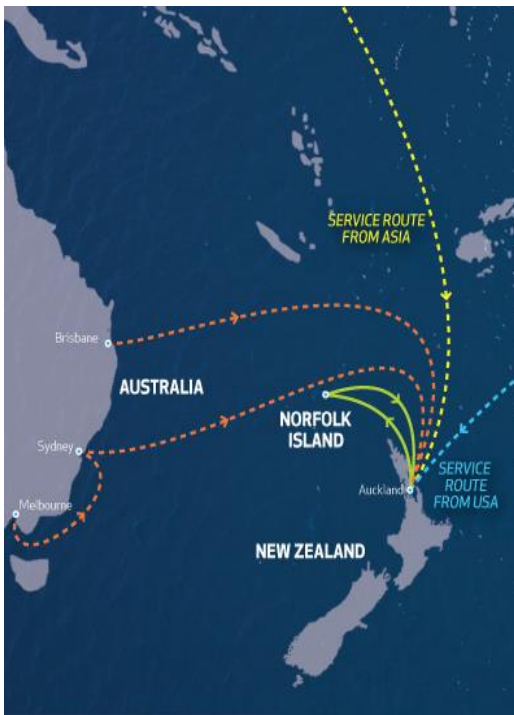 SERVICE ROUTE
FROM ASIA
Brisbane
AUSTRALIA
NORFOLK
ISLAND
Sydney
SERVICE
ROUTE
FROM USA
Auckland
Melbourne
NEW ZEALAND